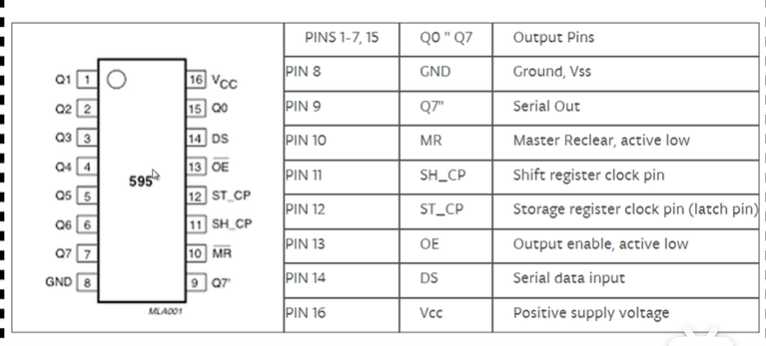 Q1 1
Q2 2
Q3 3
Q4 4
Q5 5
Q6 6
Q7 7
GND 8
595
16 VCC
15 Q0
14 DS
13 OE
12 ST_CP
11 SH_CP
10 MR
9 Q7'
MLA001
PINS 1-7, 15 Q0 " Q7 Output Pins
PIN 8 GND Ground, Vss
PIN 9 Q7" Serial Out
PIN 10 MR Master Reclear, active low
PIN 11 SH_CP Shift register clock pin
PIN 12 ST_CP Storage register clock pin (latch pin)
PIN 13 OE Output enable, active low
PIN 14 DS Serial data input
PIN 16 Vcc Positive supply voltage